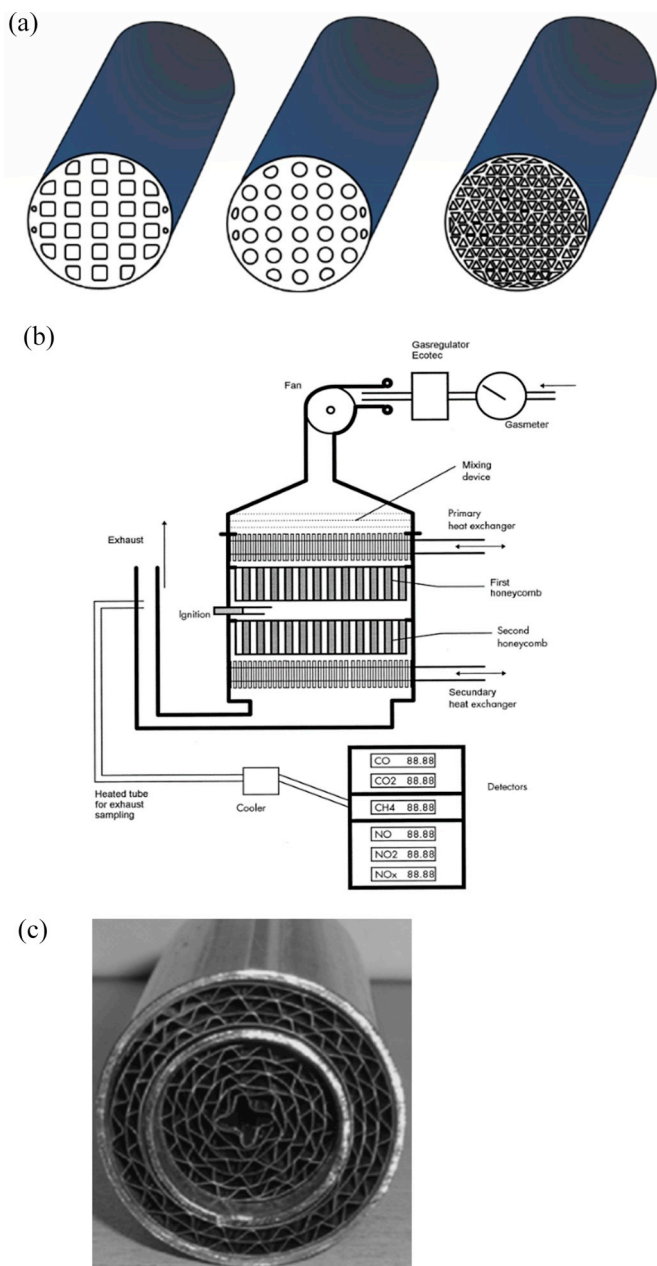 (a)
(b)
Gasregulator
Ecotec
Fan
Gasmeter
Mixing
device
Primary
heat exchanger
Exhaust
First
honeycomb
Ignition
Second
honeycomb
Secundary
heat exchanger
CO 88.88
CO2 88.88
Heated tube
for exhaust
sampling
Cooler
CH4 88.88
Detectors
NO 88.88
NO2 88.88
NOx 88.88
(c)